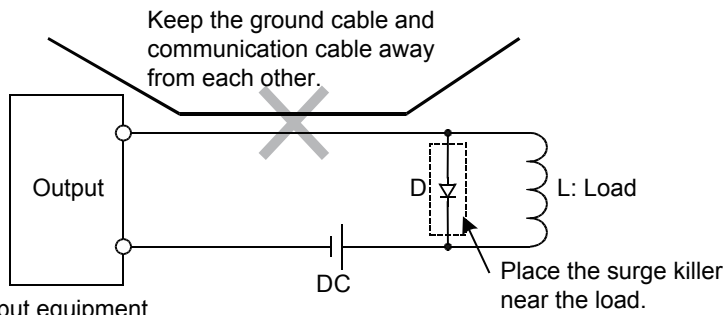 Keep the ground cable and
communication cable away
from each other.
Output
D
L: Load
DC
Place the surge killer
near the load.
equipment